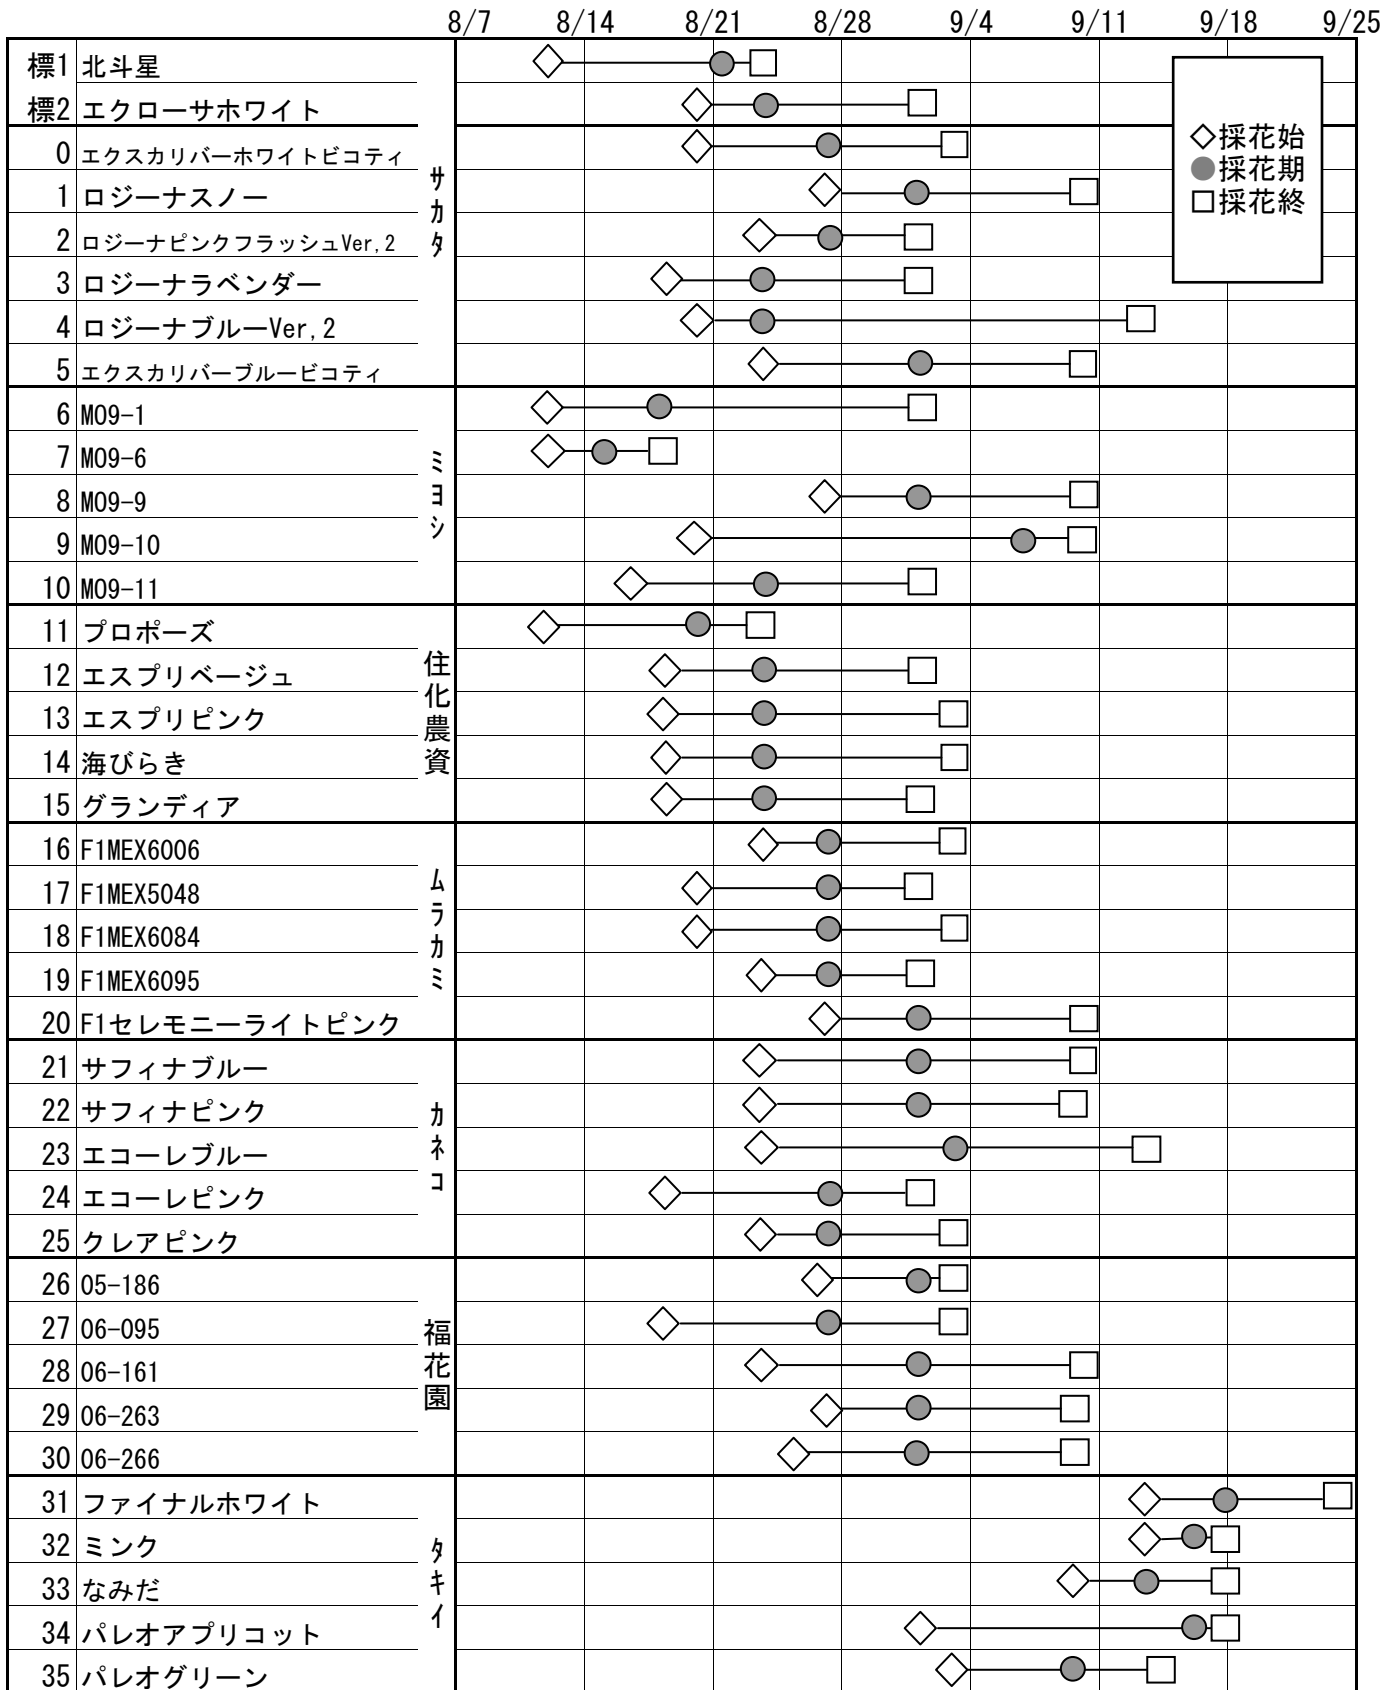 8/7 8/14 8/21 8/28 9/4 9/11 9/18 9/25
標1 北斗星
標2 エクローサホワイト
0 エクスカリバーホワイトピコティ
1 ロジーナスノー
2 ロジーナピンクフラッシュVer,2
3 ロジーナラベンダー
4 ロジーナブルーVer,2
5 エクスカリバーブルーピコティ
サカタ
◇採花始
●採花期
□採花終
6 M09-1
7 M09-6
8 M09-9
9 M09-10
10 M09-11
ミヨシ
11 プロポーズ
12 エスプリベージュ
13 エスプリピンク
14 海びらき
15 グランディア
住化農資
16 F1MEX6006
17 F1MEX5048
18 F1MEX6084
19 F1MEX6095
20 F1セレモニーライトピンク
ムラカミ
21 サフィナブルー
22 サフィナピンク
23 エコーレブルー
24 エコーレピンク
25 クレアピンク
カネコ
26 05-186
27 06-095
28 06-161
29 06-263
30 06-266
福花園
31 ファイナルホワイト
32 ミンク
33 なみだ
34 パレオアプリコット
35 パレオグリーン
タキイ